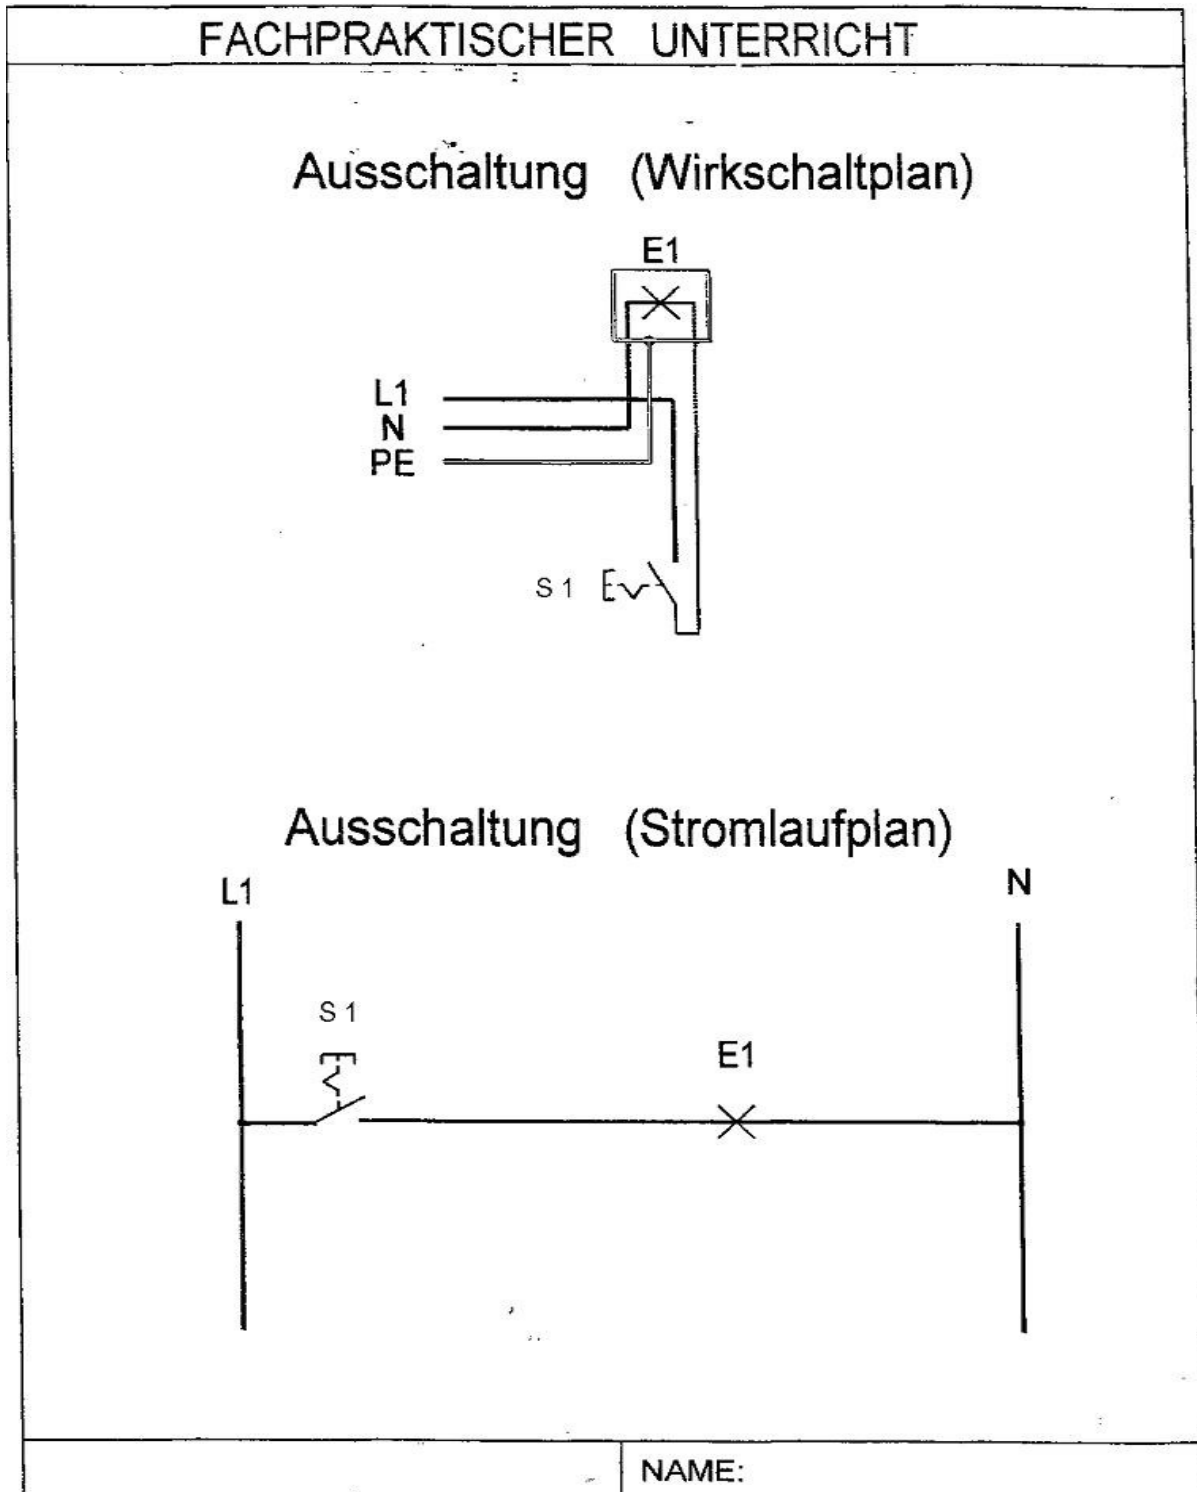 FACHPRAKTISCHER UNTERRICHT
Ausschaltung (Wirkschaltplan)
E1
L1
N
PE
S 1
Ausschaltung (Stromlaufplan)
L1
N
S 1
E1
NAME: